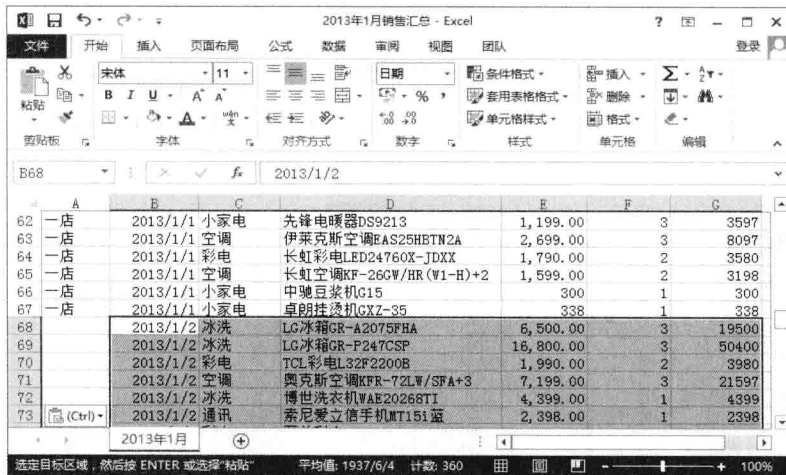 2013年1月销售汇总 - Excel
文件 开始 插入 页面布局 公式 数据 审阅 视图 团队 登录
宋体 11 日期 条件格式 插入
粘贴 B I U A A % 套用表格格式 删除
A wén 文 单元格样式 格式
剪贴板 字体 对齐方式 数字 样式 单元格 编辑
B68 fx 2013/1/2
A B C D E F G
62 一店 2013/1/1 小家电 先锋电暖器DS9213 1,199.00 3 3597
63 一店 2013/1/1 空调 伊莱克斯空调EAS25HBTN2A 2,699.00 3 8097
64 一店 2013/1/1 彩电 长虹彩电LED24760X-JDXX 1,790.00 2 3580
65 一店 2013/1/1 空调 长虹空调KF-26GW/HR(W1-H)+2 1,599.00 2 3198
66 一店 2013/1/1 小家电 中驰豆浆机G15 300 1 300
67 一店 2013/1/1 小家电 卓朗挂烫机GXZ-35 338 1 338
68 2013/1/2 冰洗 LG冰箱GR-A2075FHA 6,500.00 3 19500
69 2013/1/2 冰洗 LG冰箱GR-P247CSP 16,800.00 3 50400
70 2013/1/2 彩电 TCL彩电L32F2200B 1,990.00 2 3980
71 2013/1/2 空调 奥克斯空调KFR-72LW/SFA+3 7,199.00 3 21597
72 2013/1/2 冰洗 博世洗衣机WAE20268TI 4,399.00 1 4399
73 (Ctrl) 2013/1/2 通讯 索尼爱立信手机MT15i蓝 2,398.00 1 2398
2013年1月
选定目标区域，然后按 ENTER 或选择"粘贴" 平均值: 1937/6/4 计数: 360 100%